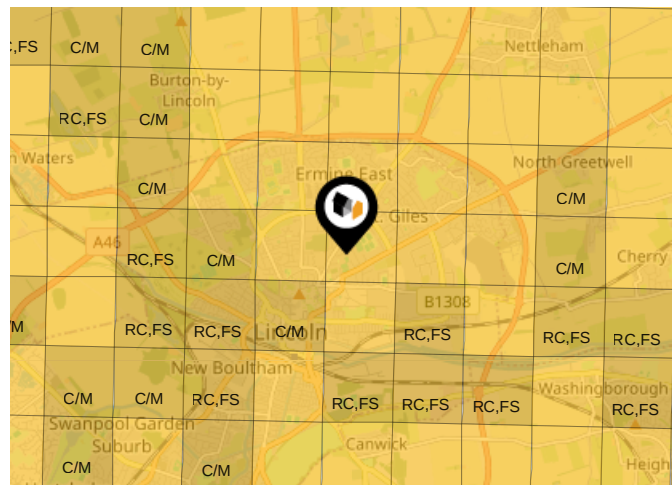 C,FS C/M C/M Nettleham
Burton-by-
Lincoln
RC,FS C/M
n Waters North Greetwell
Ermine East
C/M C/M
Giles
A46 Cherry
RC,FS C/M C/M
B1308
/M RC,FS RC,FS C/M Lincoln RC,FS RC,FS RC,FS
New Boultham
Washingborough
C/M C/M RC,FS RC,FS RC,FS RC,FS RC,FS
Swanpool Garden
Suburb Canwick
C/M C/M Heigh